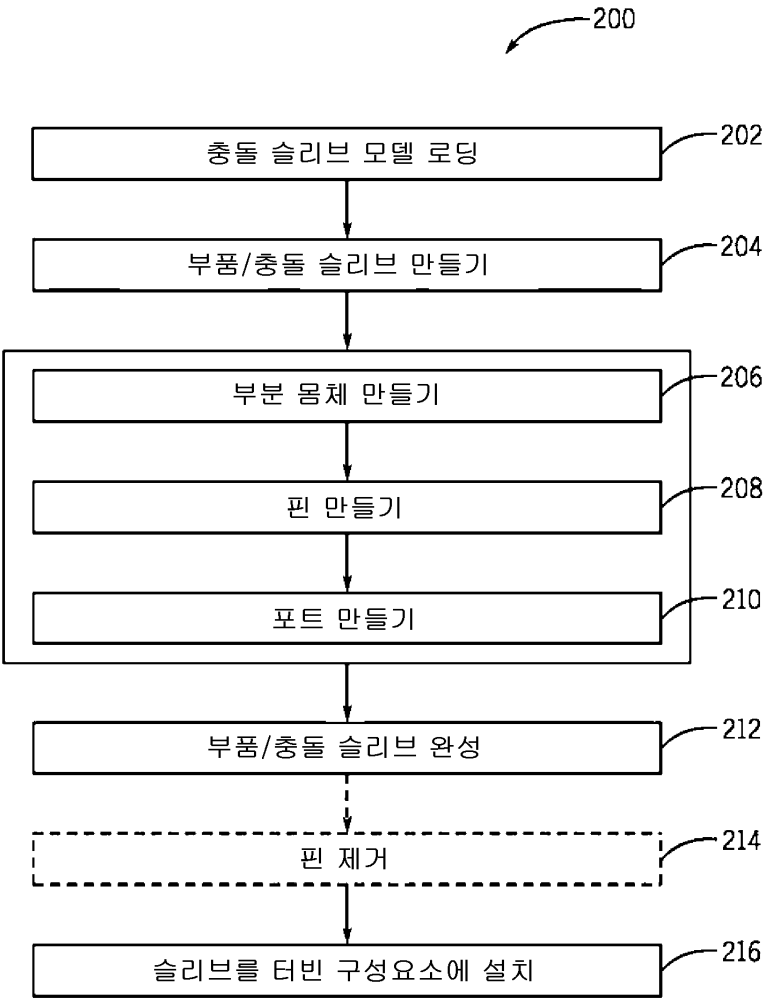 200
충돌 슬리브 모델 로딩 202
부품/충돌 슬리브 만들기 204
부분 몸체 만들기 206
핀 만들기 208
포트 만들기 210
부품/충돌 슬리브 완성 212
핀 제거 214
슬리브를 터빈 구성요소에 설치 216